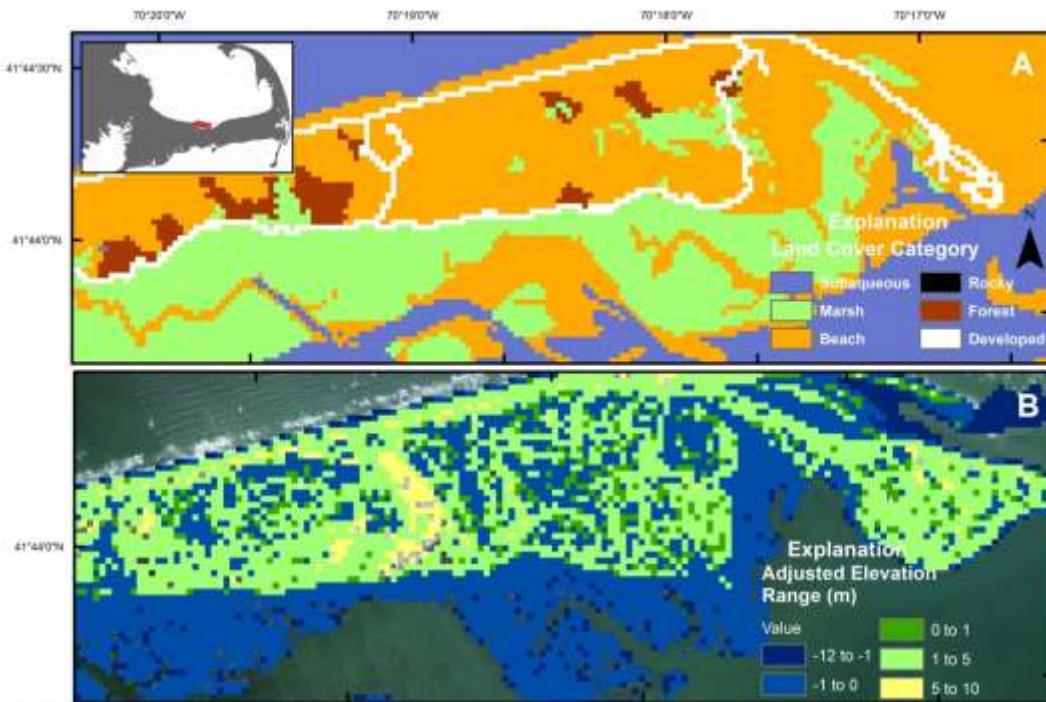 70°20'0"W 70°19'0"W 70°18'0"W 70°17'0"W
A
41°44'30"N
41°44'0"N
N
Explanation
Land Cover Category
Subaqueous Rocky
Marsh Forest
Beach Developed
B
41°44'0"N
Explanation
Adjusted Elevation
Range (m)
Value
0 to 1
-12 to -1 1 to 5
-1 to 0 5 to 10